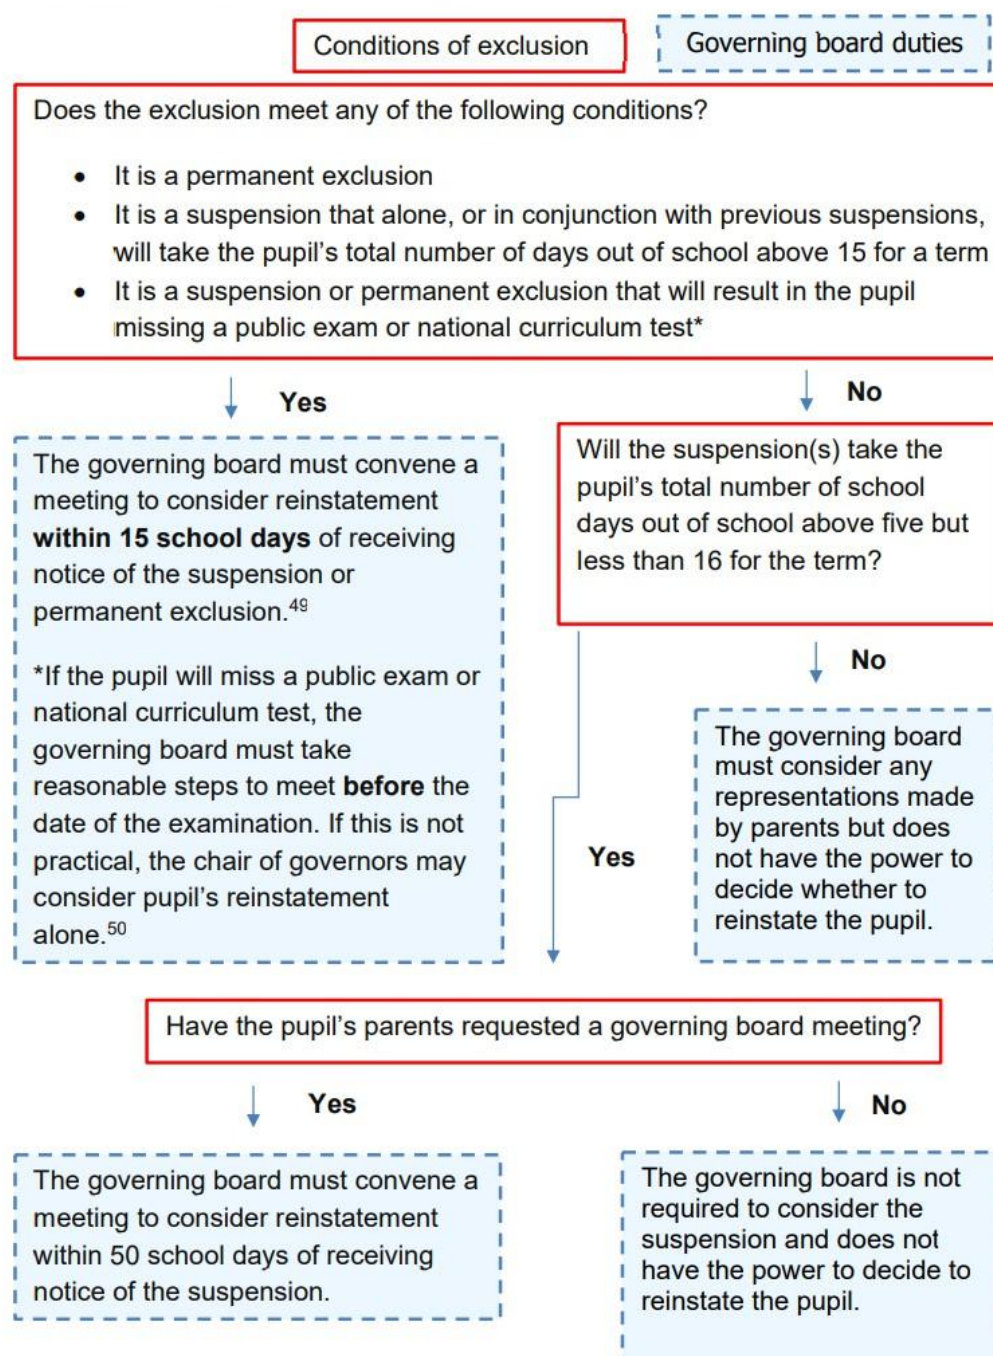 Conditions of exclusion
Governing board duties
Does the exclusion meet any of the following conditions?
• It is a permanent exclusion
• It is a suspension that alone, or in conjunction with previous suspensions,
will take the pupil's total number of days out of school above 15 for a term
• It is a suspension or permanent exclusion that will result in the pupil
missing a public exam or national curriculum test*
Yes
No
The governing board must convene a
meeting to consider reinstatement
within 15 school days of receiving
notice of the suspension or
permanent exclusion.49
*If the pupil will miss a public exam or
national curriculum test, the
governing board must take
reasonable steps to meet before the
date of the examination. If this is not
practical, the chair of governors may
consider pupil's reinstatement
alone.50
Will the suspension(s) take the
pupil's total number of school
days out of school above five but
less than 16 for the term?
No
The governing board
must consider any
representations made
by parents but does
not have the power to
decide whether to
reinstate the pupil.
Yes
Have the pupil's parents requested a governing board meeting?
Yes
No
The governing board must convene a
meeting to consider reinstatement
within 50 school days of receiving
notice of the suspension.
The governing board is not
required to consider the
suspension and does not
have the power to decide to
reinstate the pupil.